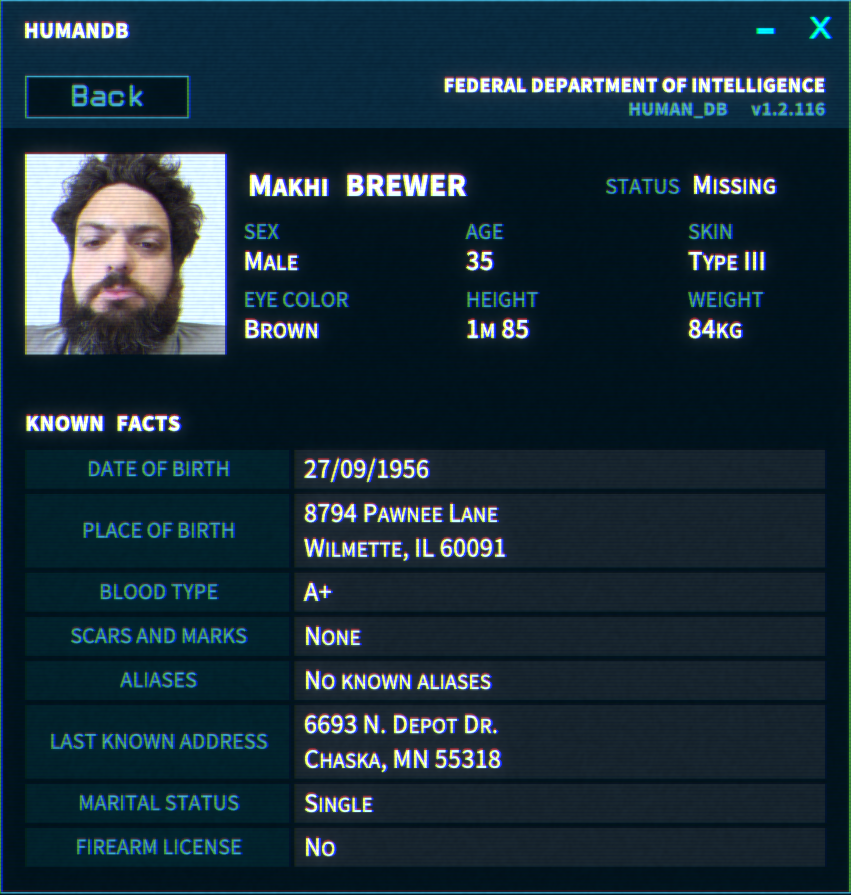 HUMANDB
– X
Back
FEDERAL DEPARTMENT OF INTELLIGENCE
HUMAN_DB v1.2.116
MAKHI BREWER
STATUS MISSING
SEX AGE SKIN
MALE 35 TYPE III
EYE COLOR HEIGHT WEIGHT
BROWN 1M 85 84KG
KNOWN FACTS
DATE OF BIRTH 27/09/1956
PLACE OF BIRTH 8794 PAWNEE LANE
WILMETTE, IL 60091
BLOOD TYPE A+
SCARS AND MARKS NONE
ALIASES NO KNOWN ALIASES
LAST KNOWN ADDRESS 6693 N. DEPOT DR.
CHASKA, MN 55318
MARITAL STATUS SINGLE
FIREARM LICENSE NO